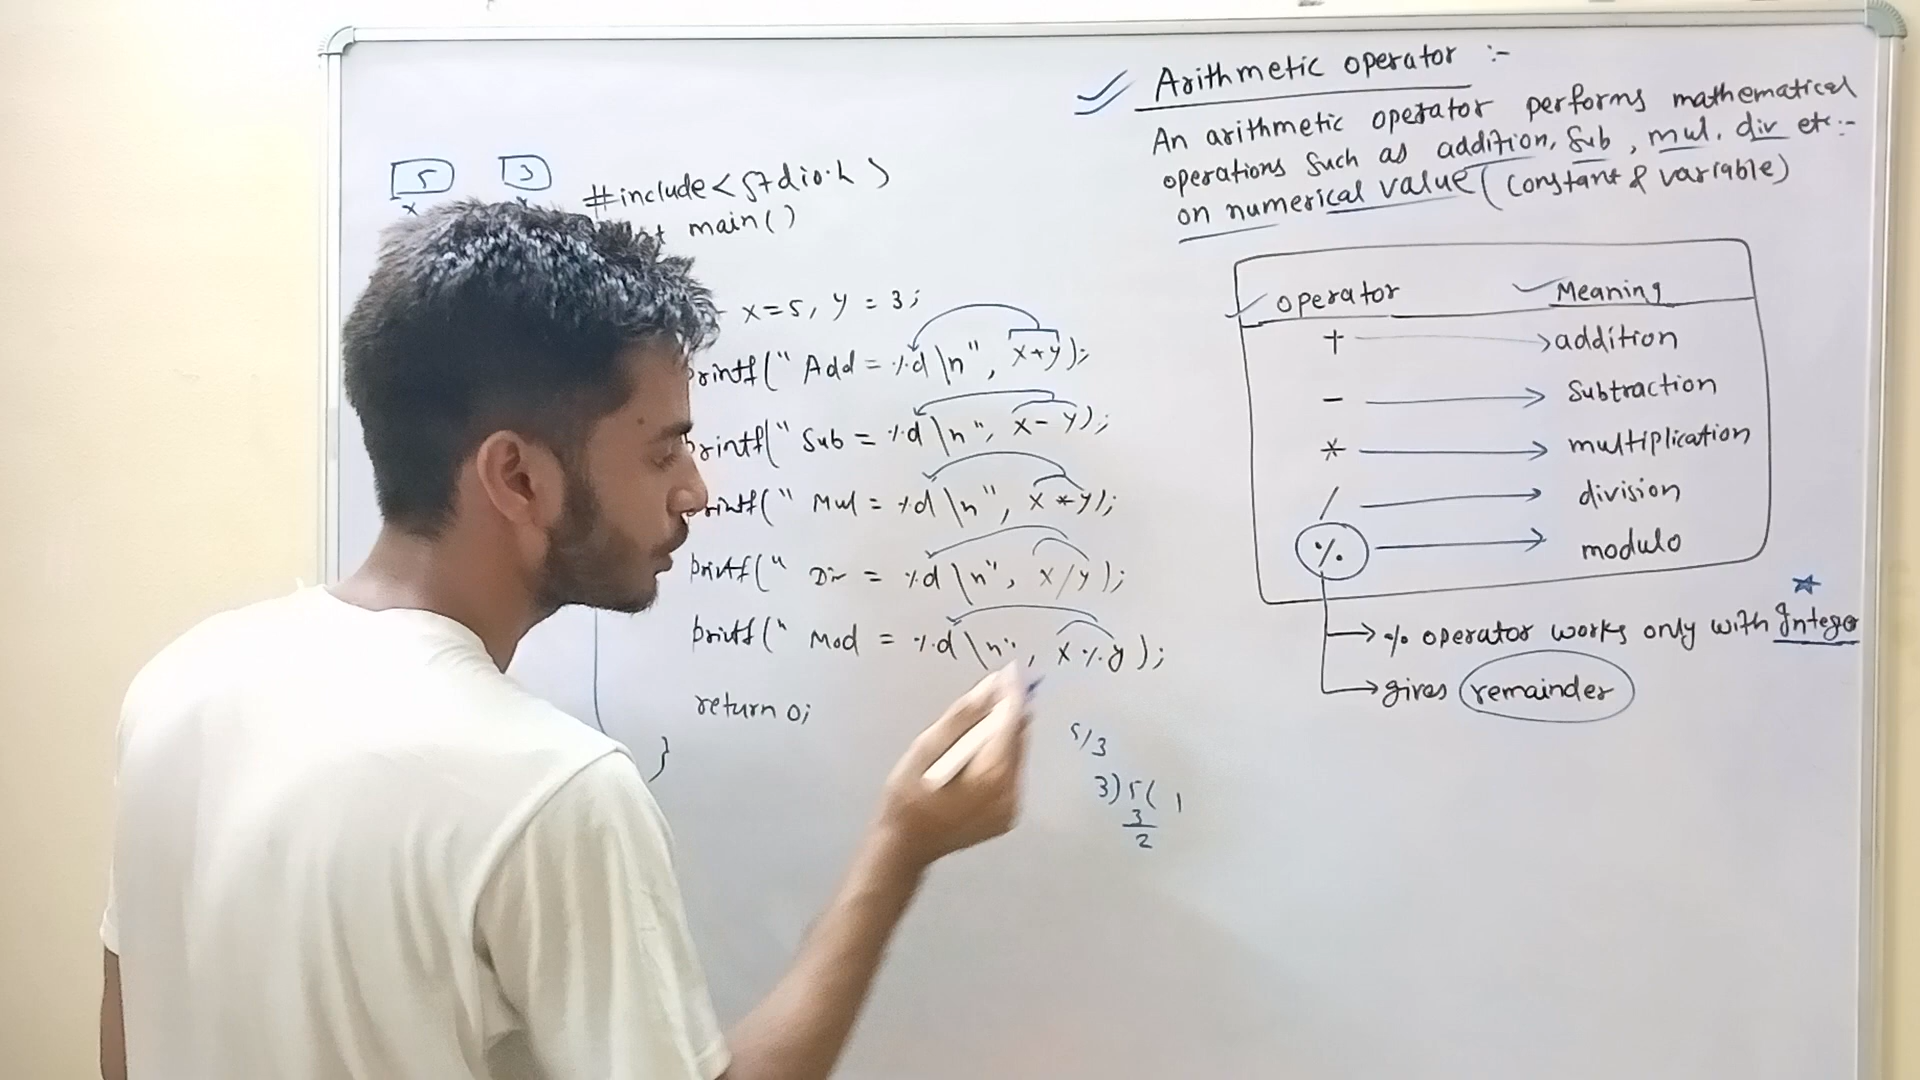 5 3
x
#include<stdio.h>
main()
x=5, y = 3;
printf(" Add = %d \n", x+y);
printf(" Sub = %d \n", x- y);
printf(" Mul = %d \n", x *y);
printf(" Div = %d \n", x/y);
printf(" Mod = %d \n", x%y);
return 0;
}
5/3
3)5( 1
3
2
Arithmetic operator :-
An arithmetic operator performs mathematical
operations such as addition, Sub, mul, div etc:-
on numerical value (constant & variable)
operator Meaning
+ addition
- Subtraction
* multiplication
/ division
% modulo
% operator works only with Integer
gives remainder